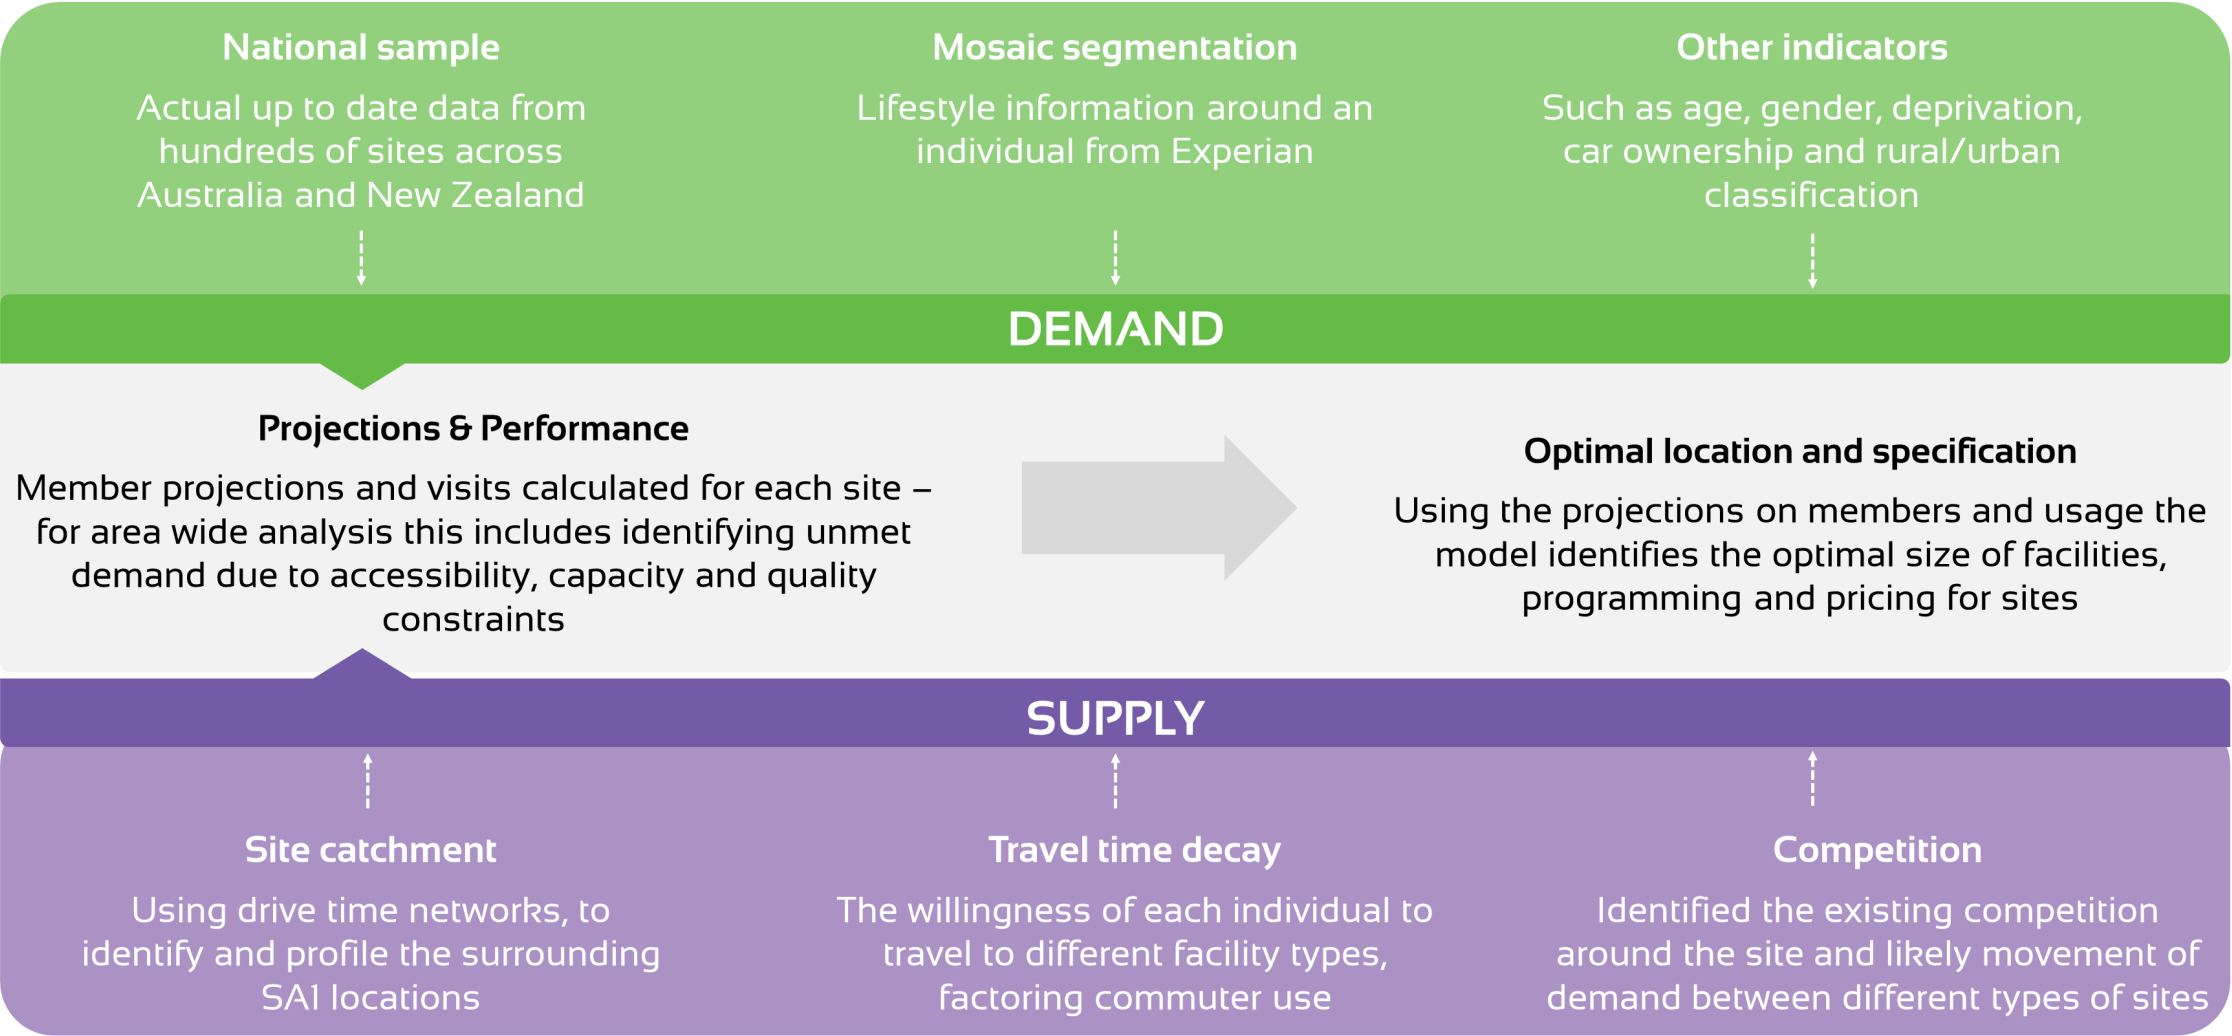 National sample
Actual up to date data from
hundreds of sites across
Australia and New Zealand
Mosaic segmentation
Lifestyle information around an
individual from Experian
Other indicators
Such as age, gender, deprivation,
car ownership and rural/urban
classification
DEMAND
Projections & Performance
Member projections and visits calculated for each site –
for area wide analysis this includes identifying unmet
demand due to accessibility, capacity and quality
constraints
Optimal location and specification
Using the projections on members and usage the
model identifies the optimal size of facilities,
programming and pricing for sites
SUPPLY
Site catchment
Using drive time networks, to
identify and profile the surrounding
SA1 locations
Travel time decay
The willingness of each individual to
travel to different facility types,
factoring commuter use
Competition
Identified the existing competition
around the site and likely movement of
demand between different types of sites